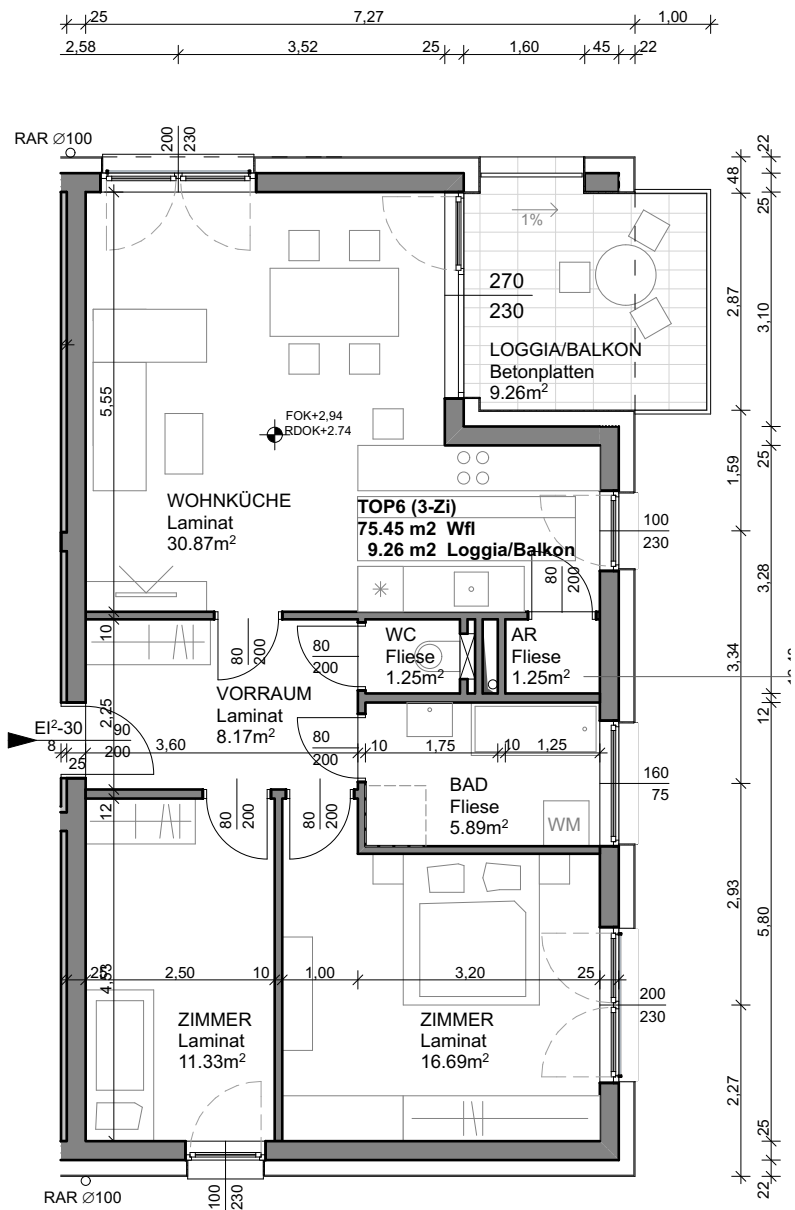 25 7,27 1,00
2,58 3,52 25 1,60 45 22
RAR Ø100
200
230
22
48
25
1%
270
230
2,87
3,10
LOGGIA/BALKON
Betonplatten
9.26m²
5,55
FOK+2,94
RDOK+2.74
25
1,59
WOHNKÜCHE
Laminat
30.87m²
TOP6 (3-Zi)
75.45 m2 Wfl
9.26 m2 Loggia/Balkon
100
230
80
200
3,28
10
80
200
80
200
WC
Fliese
1.25m²
AR
Fliese
1.25m²
3,34
VORRAUM
Laminat
8.17m²
2,25
12
EI²-30
90
200
8
25
3,60
80
200
10 1,75 10 1,25
160
75
BAD
Fliese
5.89m²
WM
12
80
200
80
200
2,93
5,80
25 2,50 10 1,00 3,20 25
4,53
200
230
ZIMMER
Laminat
11.33m²
ZIMMER
Laminat
16.69m²
2,27
25
22
100
230
RAR Ø100